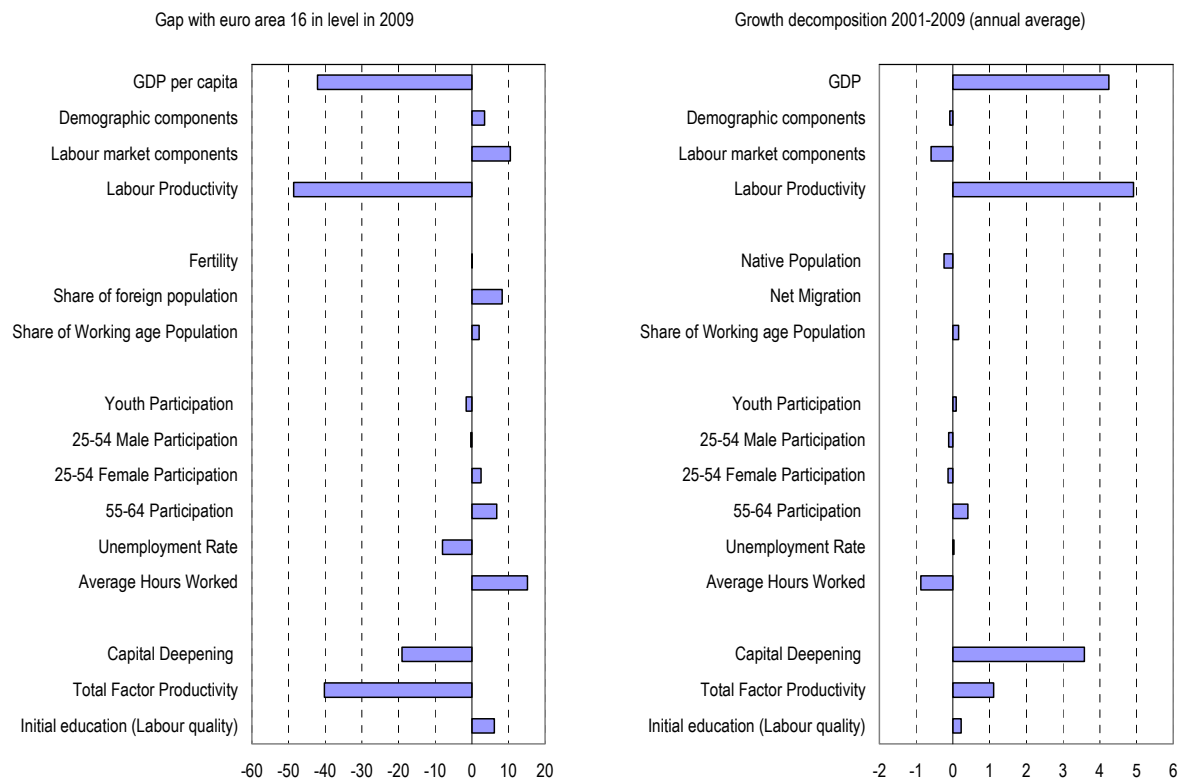 Gap with euro area 16 in level in 2009
GDP per capita
Demographic components
Labour market components
Labour Productivity
Fertility
Share of foreign population
Share of Working age Population
Youth Participation
25-54 Male Participation
25-54 Female Participation
55-64 Participation
Unemployment Rate
Average Hours Worked
Capital Deepening
Total Factor Productivity
Initial education (Labour quality)
-60 -50 -40 -30 -20 -10 0 10 20
Growth decomposition 2001-2009 (annual average)
GDP
Demographic components
Labour market components
Labour Productivity
Native Population
Net Migration
Share of Working age Population
Youth Participation
25-54 Male Participation
25-54 Female Participation
55-64 Participation
Unemployment Rate
Average Hours Worked
Capital Deepening
Total Factor Productivity
Initial education (Labour quality)
-2 -1 0 1 2 3 4 5 6